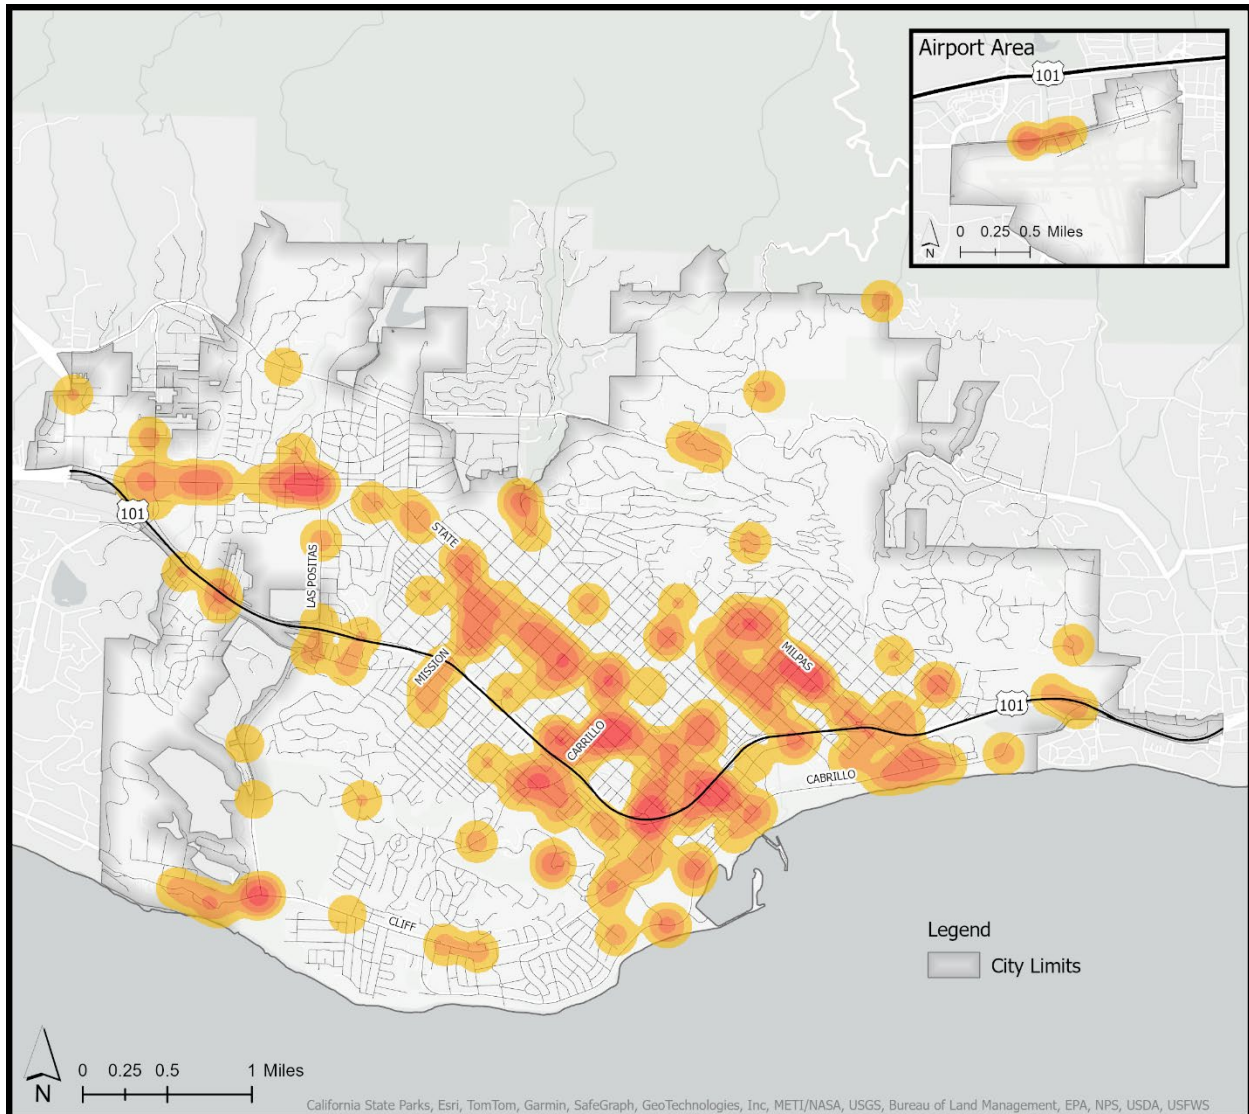 Airport Area
101
0 0.25 0.5 Miles
N
101
STATE
LAS POSITAS
MISSION
MILPAS
101
CARRILLO
CABRILLO
CLIFF
Legend
City Limits
0 0.25 0.5 1 Miles
N
California State Parks, Esri, TomTom, Garmin, SafeGraph, GeoTechnologies, Inc, METI/NASA, USGS, Bureau of Land Management, EPA, NPS, USDA, USFWS